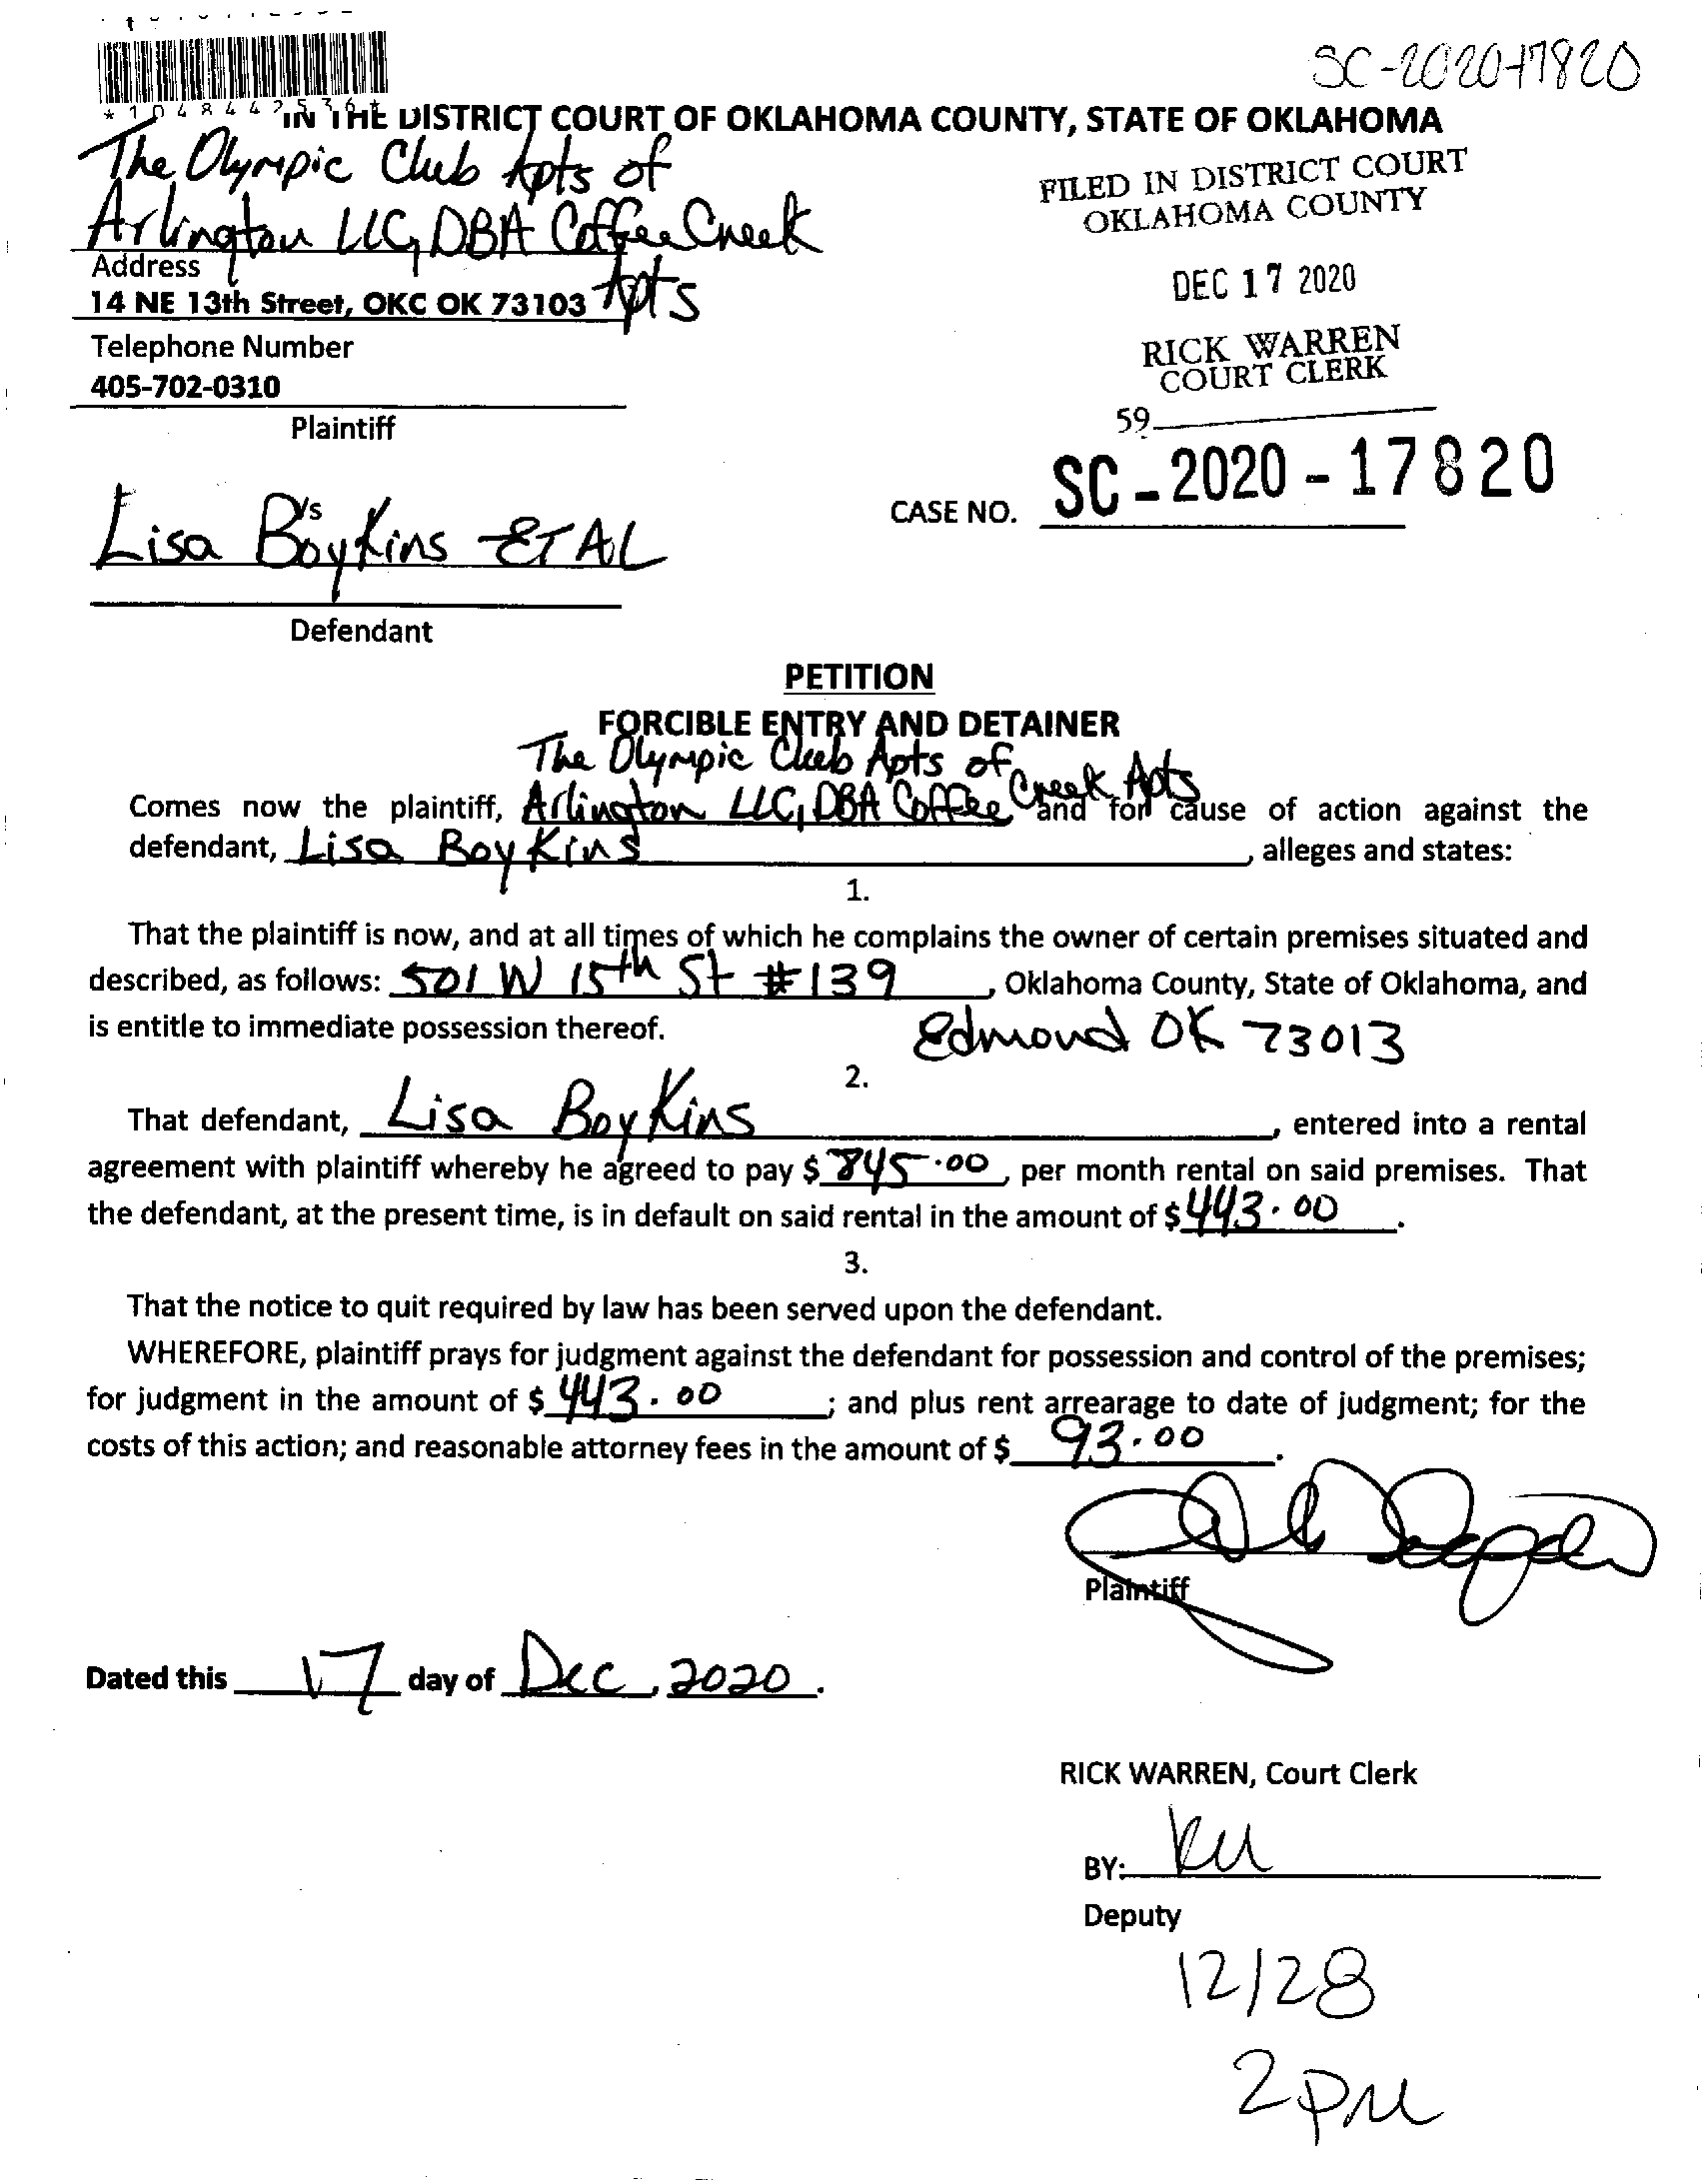 SC-2020-17820
*1048442536*
IN THE DISTRICT COURT OF OKLAHOMA COUNTY, STATE OF OKLAHOMA
The Olympic Club Apts of
Arlington LLC, DBA Coffee Creek
Apts
FILED IN DISTRICT COURT
OKLAHOMA COUNTY
DEC 17 2020
RICK WARREN
COURT CLERK
59
Address
14 NE 13th Street, OKC OK 73103
Telephone Number
405-702-0310
Plaintiff
CASE NO. SC-2020-17820
Vs
Lisa Boykins ET AL
Defendant
PETITION
FORCIBLE ENTRY AND DETAINER
The Olympic Club Apts of
Comes now the plaintiff, Arlington LLC, DBA Coffee Creek Apts and for cause of action against the
defendant, Lisa Boykins, alleges and states:
1.
That the plaintiff is now, and at all times of which he complains the owner of certain premises situated and
described, as follows: 501 W 15th St #139, Oklahoma County, State of Oklahoma, and
is entitle to immediate possession thereof. Edmond OK 73013
2.
That defendant, Lisa Boykins, entered into a rental
agreement with plaintiff whereby he agreed to pay $845.00, per month rental on said premises. That
the defendant, at the present time, is in default on said rental in the amount of $443.00.
3.
That the notice to quit required by law has been served upon the defendant.
WHEREFORE, plaintiff prays for judgment against the defendant for possession and control of the premises;
for judgment in the amount of $443.00; and plus rent arrearage to date of judgment; for the
costs of this action; and reasonable attorney fees in the amount of $93.00.
Plaintiff
Dated this 17 day of Dec, 2020.
RICK WARREN, Court Clerk
BY:
Deputy
12/28
2pm